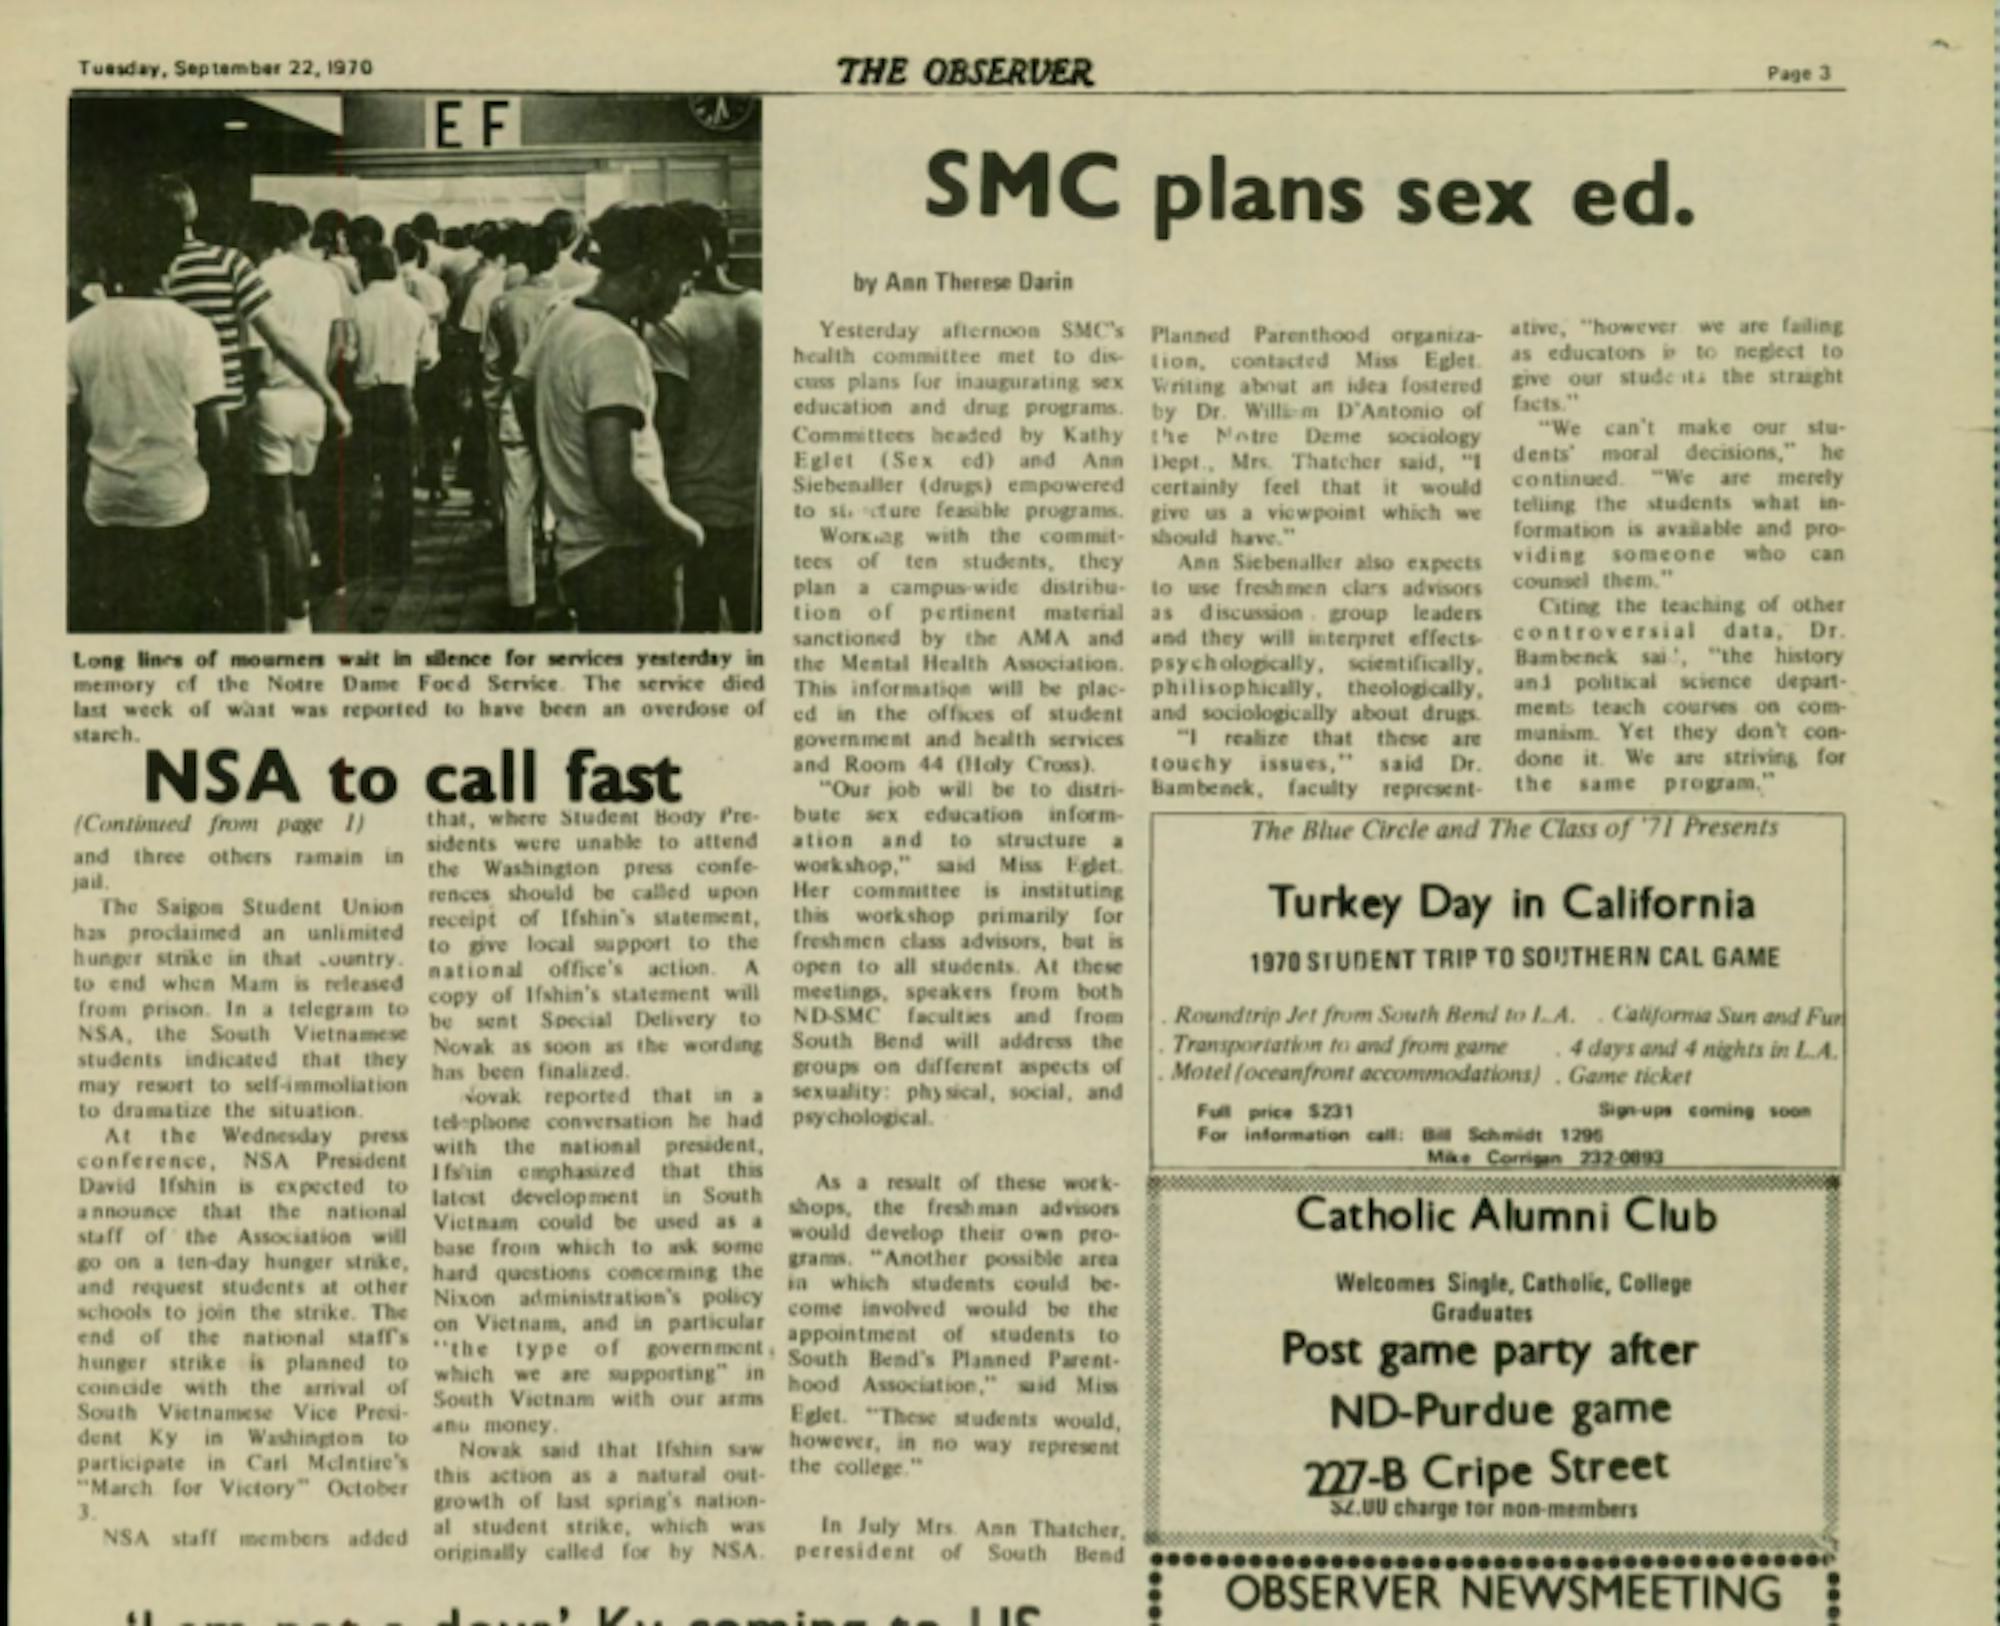 Tuesday, September 22, 1970
THE OBSERVER
Page 3
E F
Long lines of mourners wait in silence for services yesterday in
memory of the Notre Dame Food Service. The service died
last week of what was reported to have been an overdose of
starch.
NSA to call fast
(Continued from page 1)
and three others ramain in
jail.
The Saigon Student Union
has proclaimed an unlimited
hunger strike in that country.
to end when Mam is released
from prison. In a telegram to
NSA, the South Vietnamese
students indicated that they
may resort to self-immoliation
to dramatize the situation.
At the Wednesday press
conference, NSA President
David Ifshin is expected to
announce that the national
staff of the Association will
go on a ten-day hunger strike,
and request students at other
schools to join the strike. The
end of the national staff's
hunger strike is planned to
coincide with the arrival of
South Vietnamese Vice Presi-
dent Ky in Washington to
participate in Carl McIntire's
"March for Victory" October
3.
NSA staff members added
that, where Student Body Pre-
sidents were unable to attend
the Washington press confe-
rences should be called upon
receipt of Ifshin's statement,
to give local support to the
national office's action. A
copy of Ifshin's statement will
be sent Special Delivery to
Novak as soon as the wording
has been finalized.
Novak reported that in a
telephone conversation he had
with the national president,
Ifshin emphasized that this
latest development in South
Vietnam could be used as a
base from which to ask some
hard questions concerning the
Nixon administration's policy
on Vietnam, and in particular
"the type of government,
which we are supporting" in
South Vietnam with our arms
and money.
Novak said that Ifshin saw
this action as a natural out-
growth of last spring's nation-
al student strike, which was
originally called for by NSA.
SMC plans sex ed.
by Ann Therese Darin
Yesterday afternoon SMC's
health committee met to dis-
cuss plans for inaugurating sex
education and drug programs.
Committees headed by Kathy
Eglet (Sex ed) and Ann
Siebenaller (drugs) empowered
to structure feasible programs.
Working with the commit-
tees of ten students, they
plan a campus-wide distribu-
tion of pertinent material
sanctioned by the AMA and
the Mental Health Association.
This information will be plac-
ed in the offices of student
government and health services
and Room 44 (Holy Cross).
"Our job will be to distri-
bute sex education inform-
ation and to structure a
workshop," said Miss Eglet.
Her committee is instituting
this workshop primarily for
freshmen class advisors, but is
open to all students. At these
meetings, speakers from both
ND-SMC faculties and from
South Bend will address the
groups on different aspects of
sexuality: physical, social, and
psychological.
As a result of these work-
shops, the freshman advisors
would develop their own pro-
grams. "Another possible area
in which students could be-
come involved would be the
appointment of students to
South Bend's Planned Parent-
hood Association," said Miss
Eglet. "These students would,
however, in no way represent
the college."
In July Mrs. Ann Thatcher,
peresident of South Bend
Planned Parenthood organiza-
tion, contacted Miss Eglet.
Writing about an idea fostered
by Dr. William D'Antonio of
the Notre Dame sociology
Dept., Mrs. Thatcher said, "I
certainly feel that it would
give us a viewpoint which we
should have."
Ann Siebenaller also expects
to use freshmen class advisors
as discussion group leaders
and they will interpret effects-
psychologically, scientifically,
philisophically, theologically,
and sociologically about drugs.
"I realize that these are
touchy issues," said Dr.
Bambenek, faculty represent-
ative, "however we are failing
as educators is to neglect to
give our students the straight
facts."
"We can't make our stu-
dents' moral decisions," he
continued. "We are merely
telling the students what in-
formation is available and pro-
viding someone who can
counsel them."
Citing the teaching of other
controversial data, Dr.
Bambenek said, "the history
and political science depart-
ments teach courses on com-
munism. Yet they don't con-
done it. We are striving for
the same program."
The Blue Circle and The Class of '71 Presents
Turkey Day in California
1970 STUDENT TRIP TO SOUTHERN CAL GAME
. Roundtrip Jet from South Bend to L.A. . California Sun and Fun
. Transportation to and from game . 4 days and 4 nights in L.A.
. Motel (oceanfront accommodations) . Game ticket
Full price $231 Sign-ups coming soon
For information call: Bill Schmidt 1296
Mike Corrigan 232-0893
Catholic Alumni Club
Welcomes Single, Catholic, College
Graduates
Post game party after
ND-Purdue game
227-B Cripe Street
$2.00 charge for non-members
OBSERVER NEWSMEETING
Ky coming to US